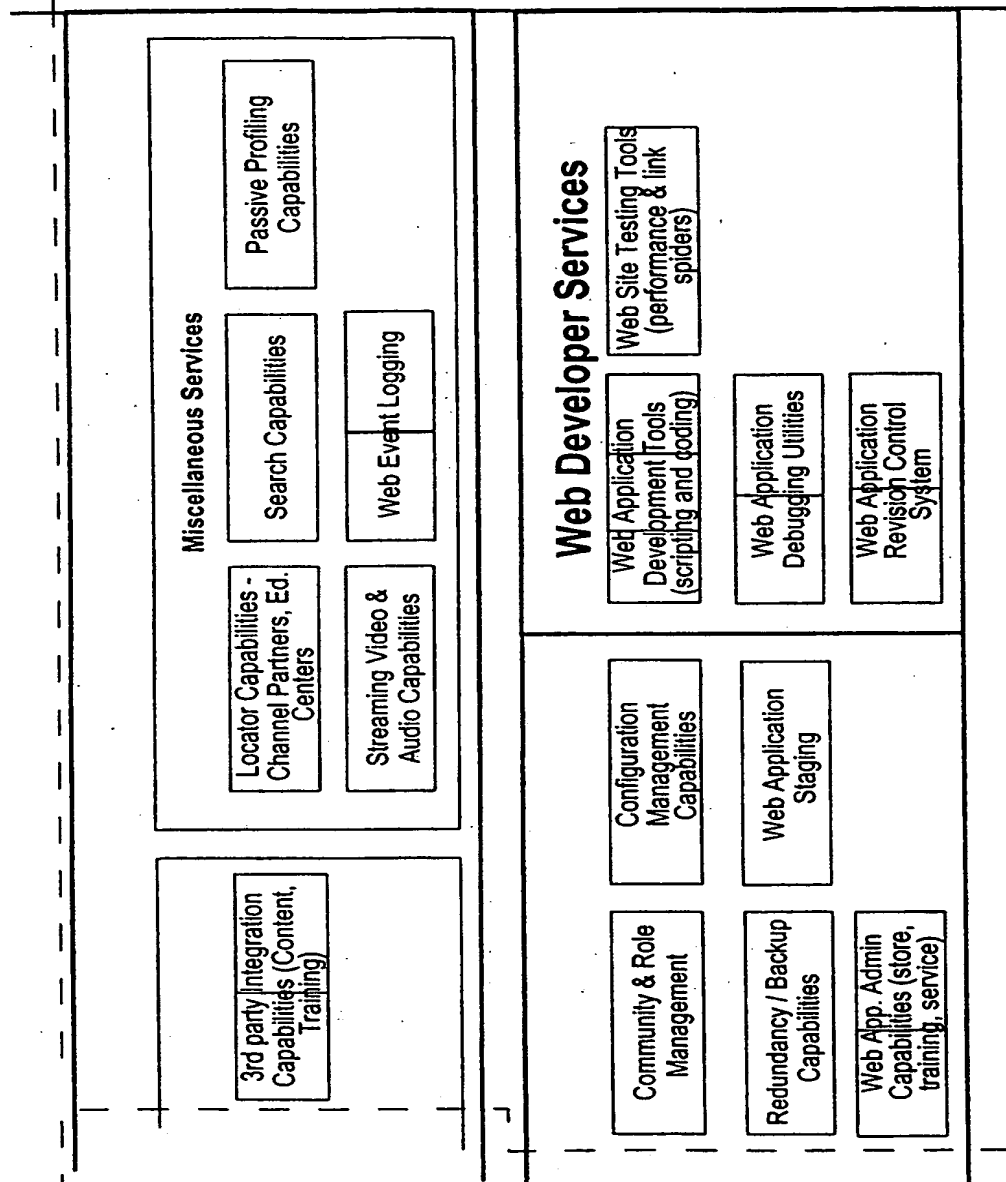 Miscellaneous Services
3rd party Integration
Capabilities (Content,
Training)
Locator Capabilities -
Channel Partners, Ed.
Centers
Search Capabilities
Passive Profiling
Capabilities
Streaming Video &
Audio Capabilities
Web Event Logging
Web Developer Services
Community & Role
Management
Configuration
Management
Capabilities
Web Application
Development Tools
(scripting and coding)
Web Site Testing Tools
(performance & link
spiders)
Redundancy / Backup
Capabilities
Web Application
Staging
Web Application
Debugging Utilities
Web App. Admin
Capabilities (store,
training, service)
Web Application
Revision Control
System